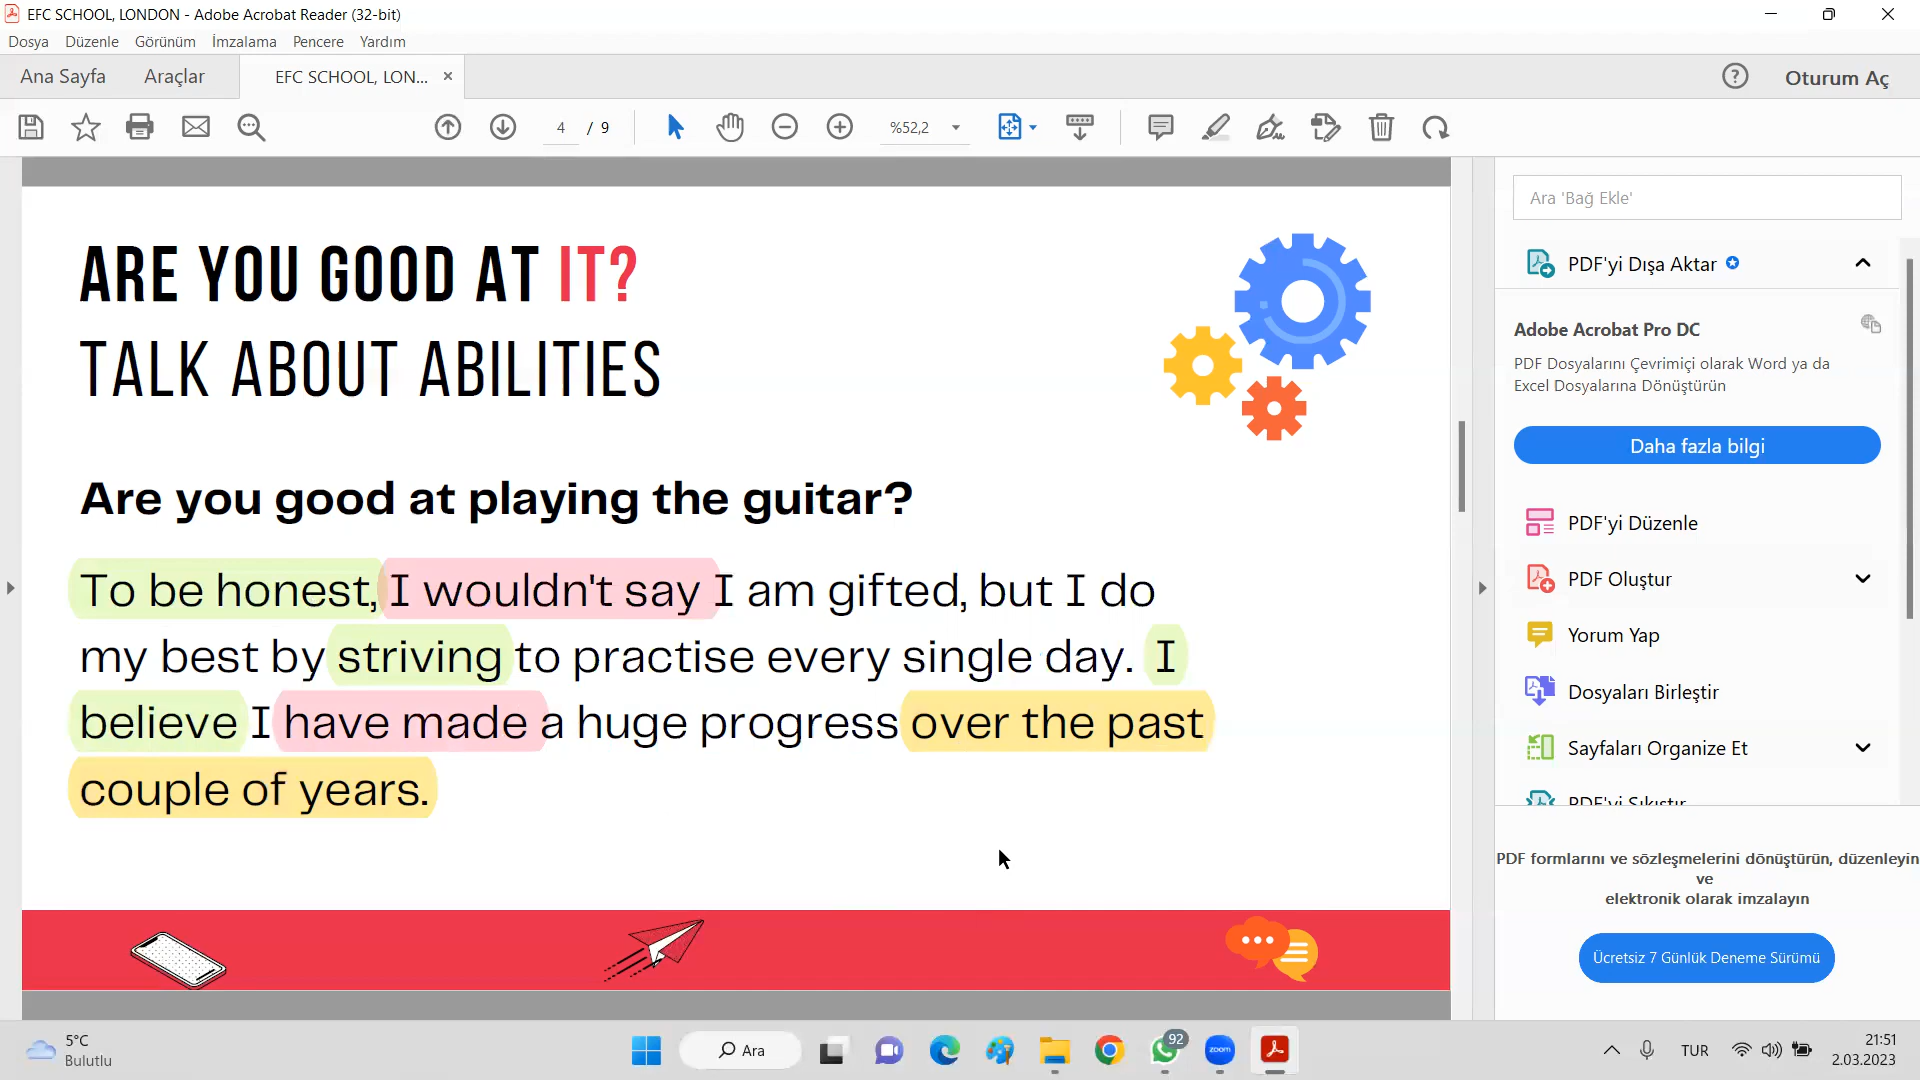 EFC SCHOOL, LONDON - Adobe Acrobat Reader (32-bit)
Dosya Düzenle Görünüm İmzalama Pencere Yardım
Ana Sayfa Araçlar EFC SCHOOL, LON... Oturum Aç
4 / 9 %52,2
ARE YOU GOOD AT IT?
TALK ABOUT ABILITIES
Are you good at playing the guitar?
To be honest, I wouldn't say I am gifted, but I do
my best by striving to practise every single day. I
believe I have made a huge progress over the past
couple of years.
Ara 'Bağ Ekle'
PDF'yi Dışa Aktar
Adobe Acrobat Pro DC
PDF Dosyalarını Çevrimiçi olarak Word ya da
Excel Dosyalarına Dönüştürün
Daha fazla bilgi
PDF'yi Düzenle
PDF Oluştur
Yorum Yap
Dosyaları Birleştir
Sayfaları Organize Et
PDF'yi Sıkıştır
PDF formlarını ve sözleşmelerini dönüştürün, düzenleyin
ve
elektronik olarak imzalayın
Ücretsiz 7 Günlük Deneme Sürümü
5°C
Bulutlu
Ara
92
zoom
TUR
21:51
2.03.2023